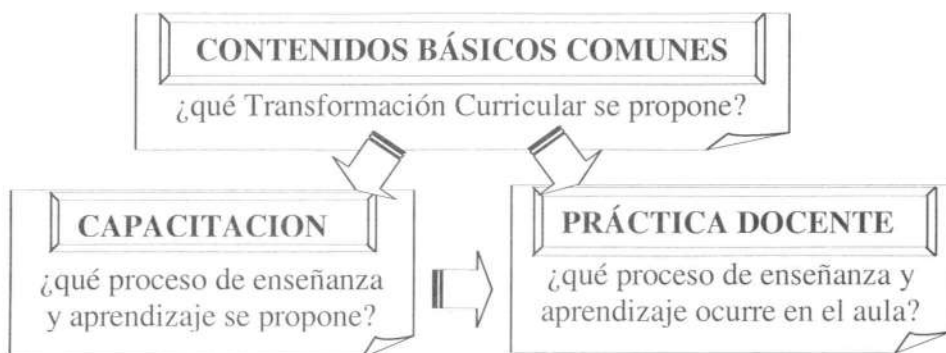 CONTENIDOS BÁSICOS COMUNES
¿qué Transformación Curricular se propone?
CAPACITACION
¿qué proceso de enseñanza
y aprendizaje se propone?
PRÁCTICA DOCENTE
¿qué proceso de enseñanza y
aprendizaje ocurre en el aula?